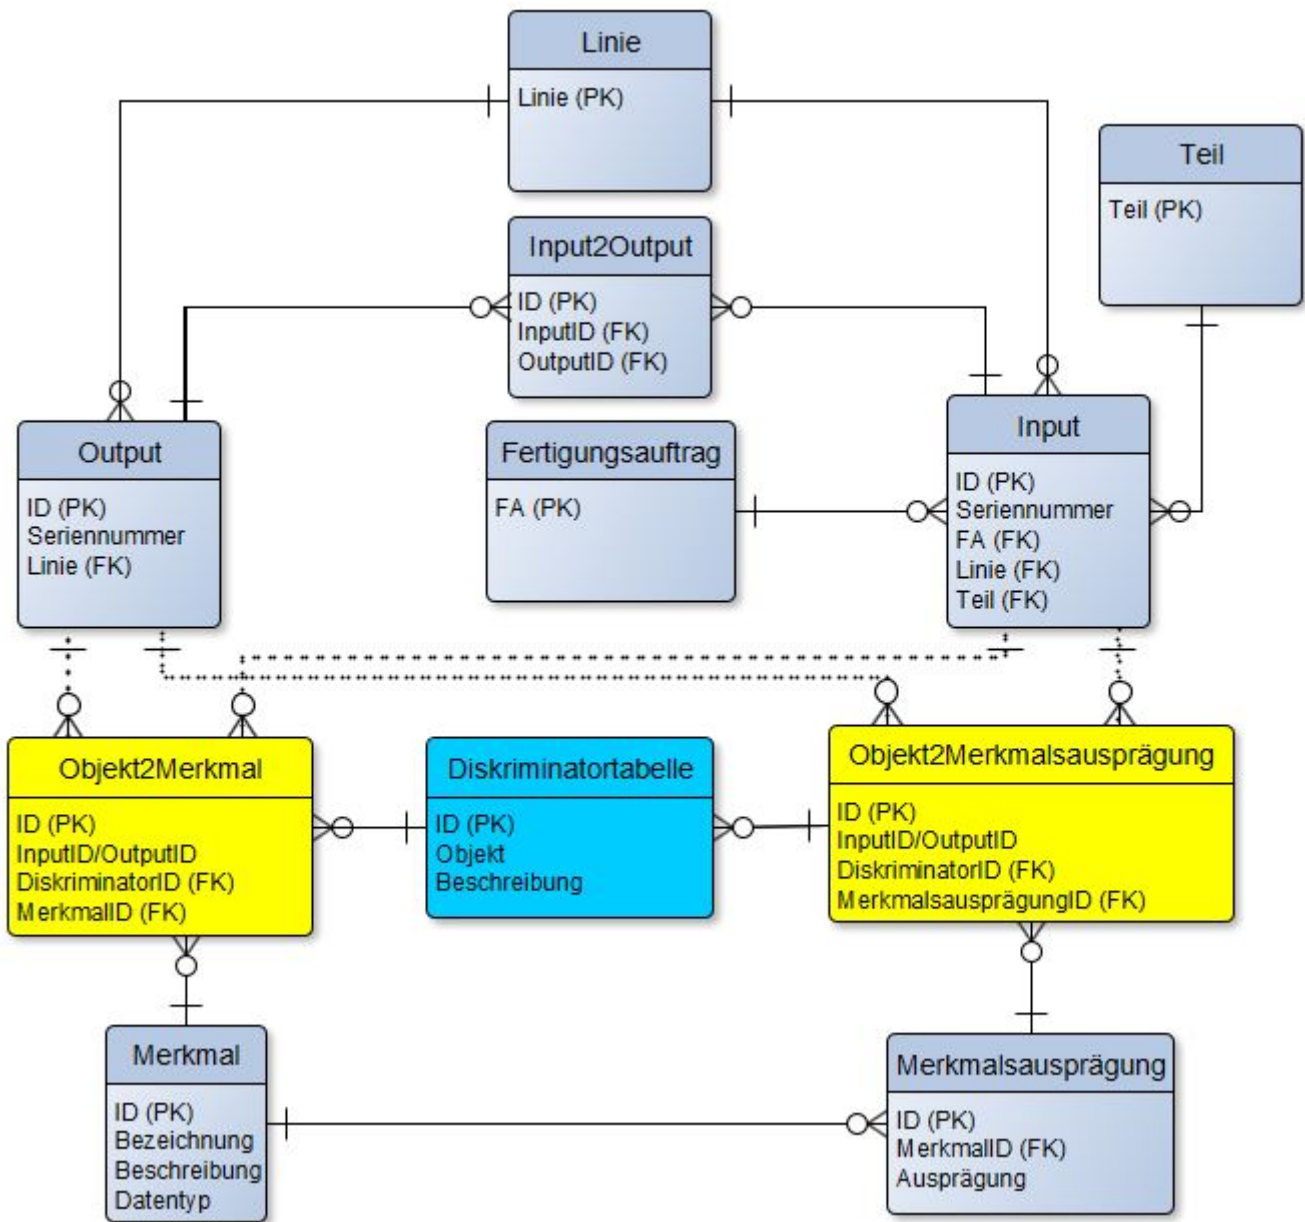 Linie
Linie (PK)
Teil
Teil (PK)
Input2Output
ID (PK)
InputID (FK)
OutputID (FK)
Output
ID (PK)
Seriennummer
Linie (FK)
Fertigungsauftrag
FA (PK)
Input
ID (PK)
Seriennummer
FA (FK)
Linie (FK)
Teil (FK)
Objekt2Merkmal
ID (PK)
InputID/OutputID
DiskriminatorID (FK)
MerkmalID (FK)
Diskriminatortabelle
ID (PK)
Objekt
Beschreibung
Objekt2Merkmalsausprägung
ID (PK)
InputID/OutputID
DiskriminatorID (FK)
MerkmalsausprägungID (FK)
Merkmal
ID (PK)
Bezeichnung
Beschreibung
Datentyp
Merkmalsausprägung
ID (PK)
MerkmalID (FK)
Ausprägung